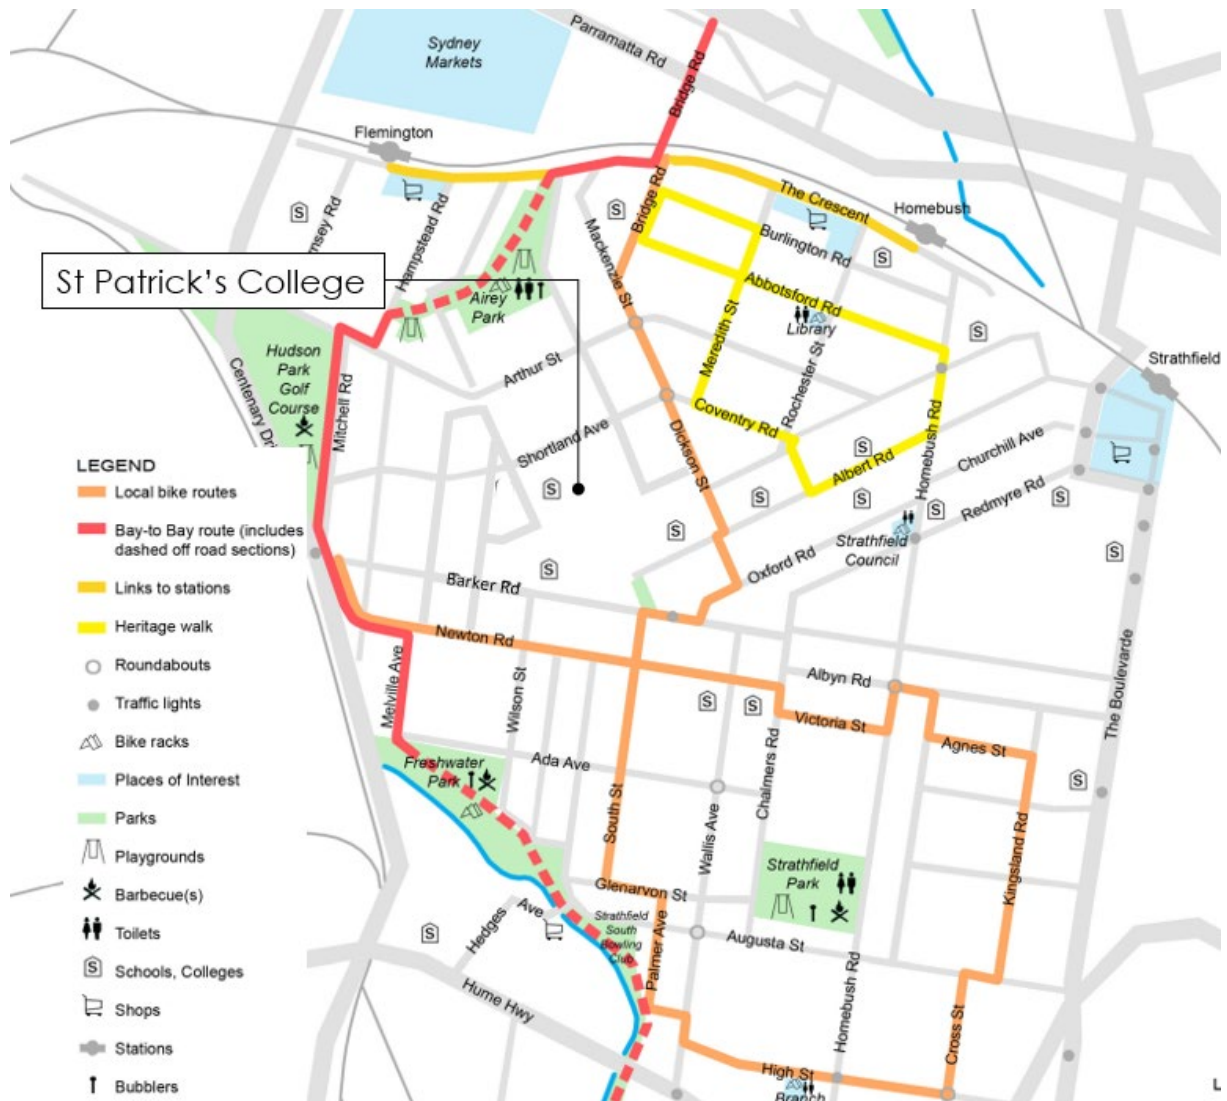 Sydney
Markets
Parramatta Rd
Bridge Rd
Flemington
The Crescent
Homebush
Bridge Rd
Burlington Rd
Hampstead Rd
Mackenzie St
St Patrick's College
Abbotsford Rd
Airey
Park
Library
Meredith St
Rochester St
Strathfield
Hudson
Park
Golf
Course
Centenary
Mitchell Rd
Arthur St
Shortland Ave
Coventry Rd
Dickson St
Albert Rd
Homebush Rd
Churchill Ave
Redmyre Rd
Strathfield
Council
Oxford Rd
Barker Rd
Newton Rd
Melville Ave
Wilson St
Albyn Rd
Victoria St
Agnes St
The Boulevarde
Ada Ave
Chalmers Rd
Freshwater
Park
South St
Wallis Ave
Kingsland Rd
Strathfield
Park
Glenarvon St
Hedges
Ave
Strathfield
South
Bowling
Club
Palmer Ave
Augusta St
Homebush Rd
Hume Hwy
Cross St
High St
Branch
LEGEND
Local bike routes
Bay-to Bay route (includes
dashed off road sections)
Links to stations
Heritage walk
Roundabouts
Traffic lights
Bike racks
Places of Interest
Parks
Playgrounds
Barbecue(s)
Toilets
Schools, Colleges
Shops
Stations
Bubblers